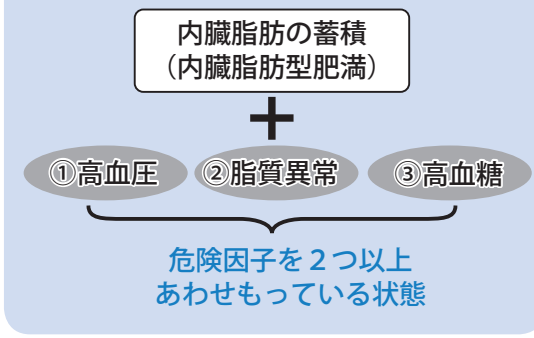 内臓脂肪の蓄積
（内臓脂肪型肥満）
＋
①高血圧 ②脂質異常 ③高血糖
危険因子を２つ以上
あわせもっている状態